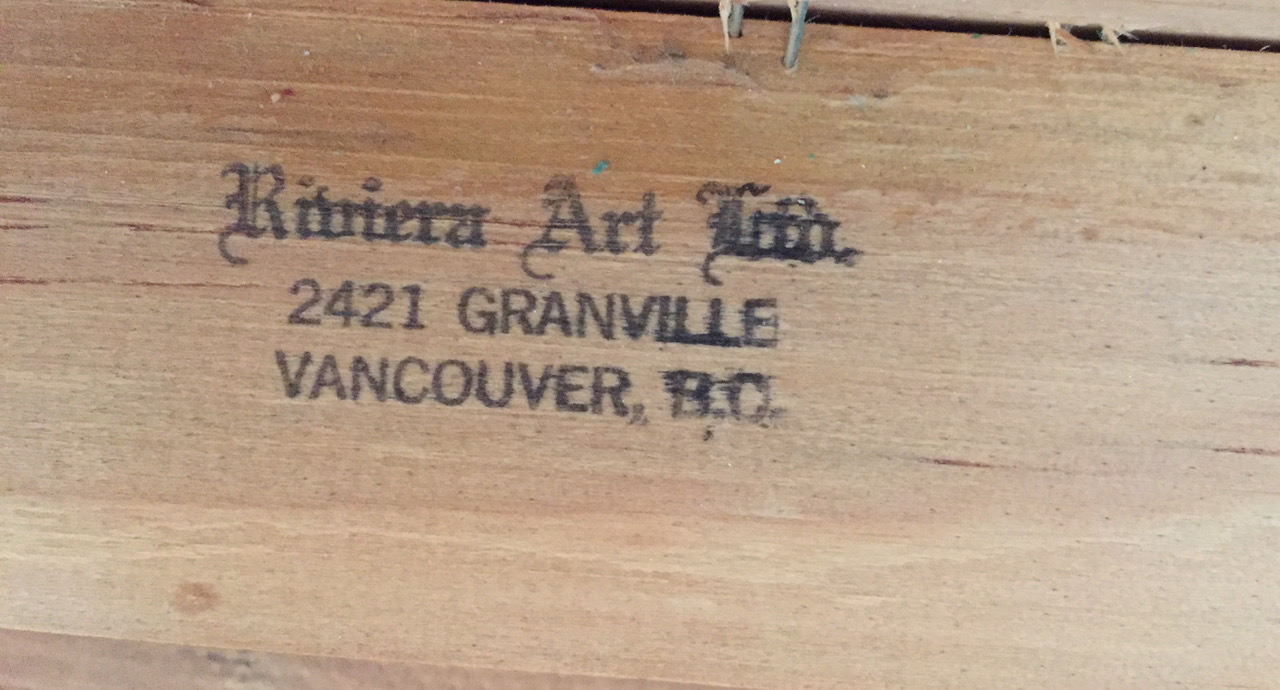 Riviera Art Ltd.
2421 GRANVILLE
VANCOUVER, B.C.